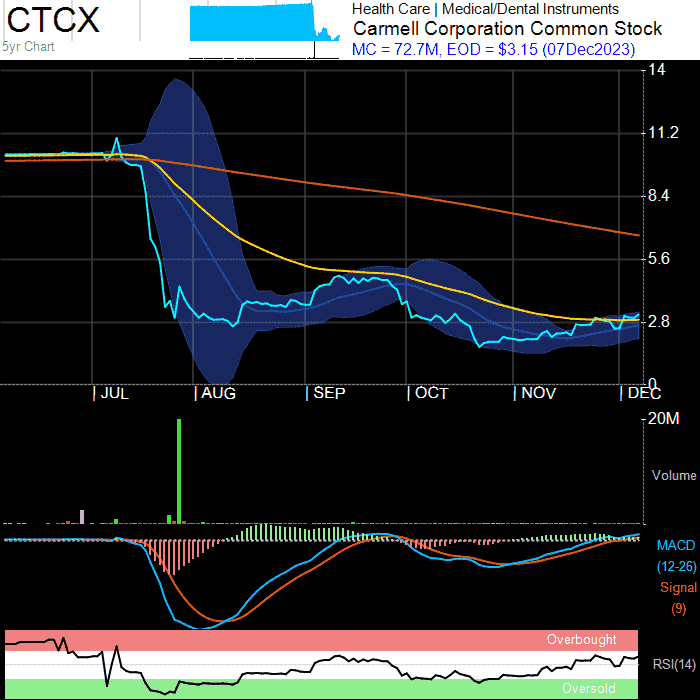 CTCX
5yr Chart
Health Care | Medical/Dental Instruments
Carmell Corporation Common Stock
MC = 72.7M, EOD = $3.15 (07Dec2023)
14
11.2
8.4
5.6
2.8
0
JUL
AUG
SEP
OCT
NOV
DEC
20M
Volume
MACD
(12-26)
Signal
(9)
Overbought
RSI(14)
Oversold